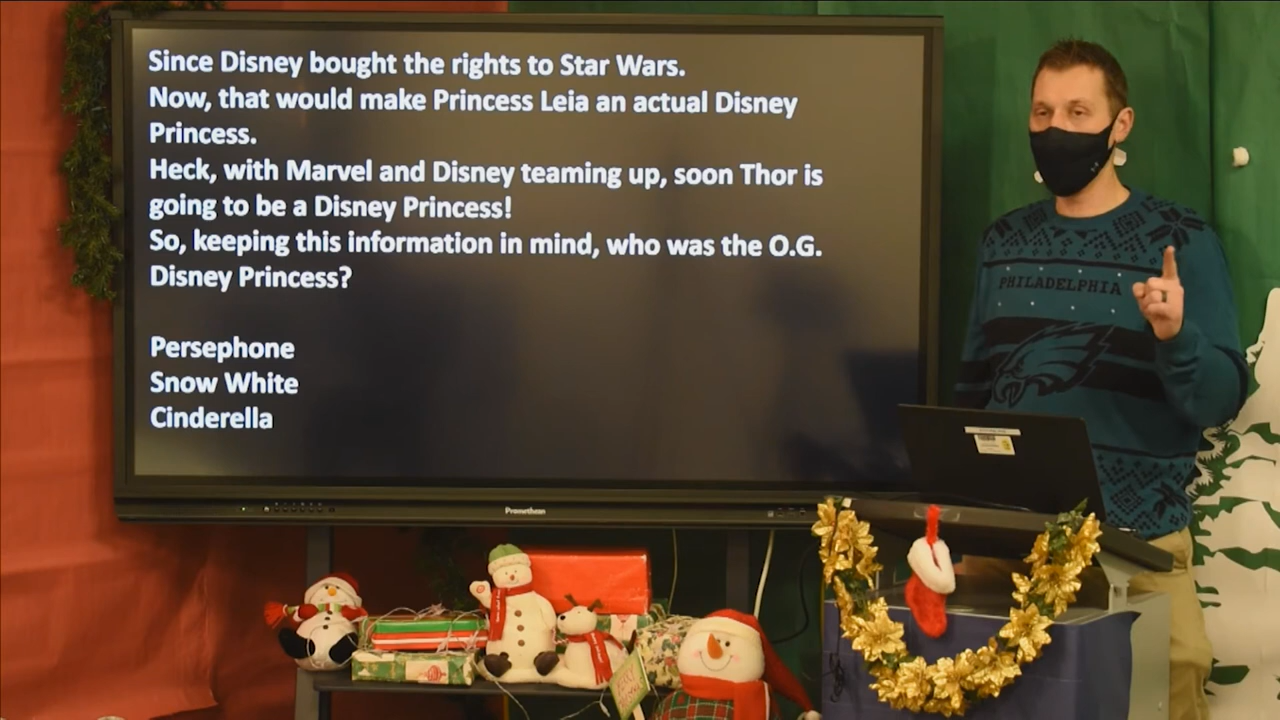 Since Disney bought the rights to Star Wars.
Now, that would make Princess Leia an actual Disney
Princess.
Heck, with Marvel and Disney teaming up, soon Thor is
going to be a Disney Princess!
So, keeping this information in mind, who was the O.G.
Disney Princess?
Persephone
Snow White
Cinderella
PHILADELPHIA
Promethean